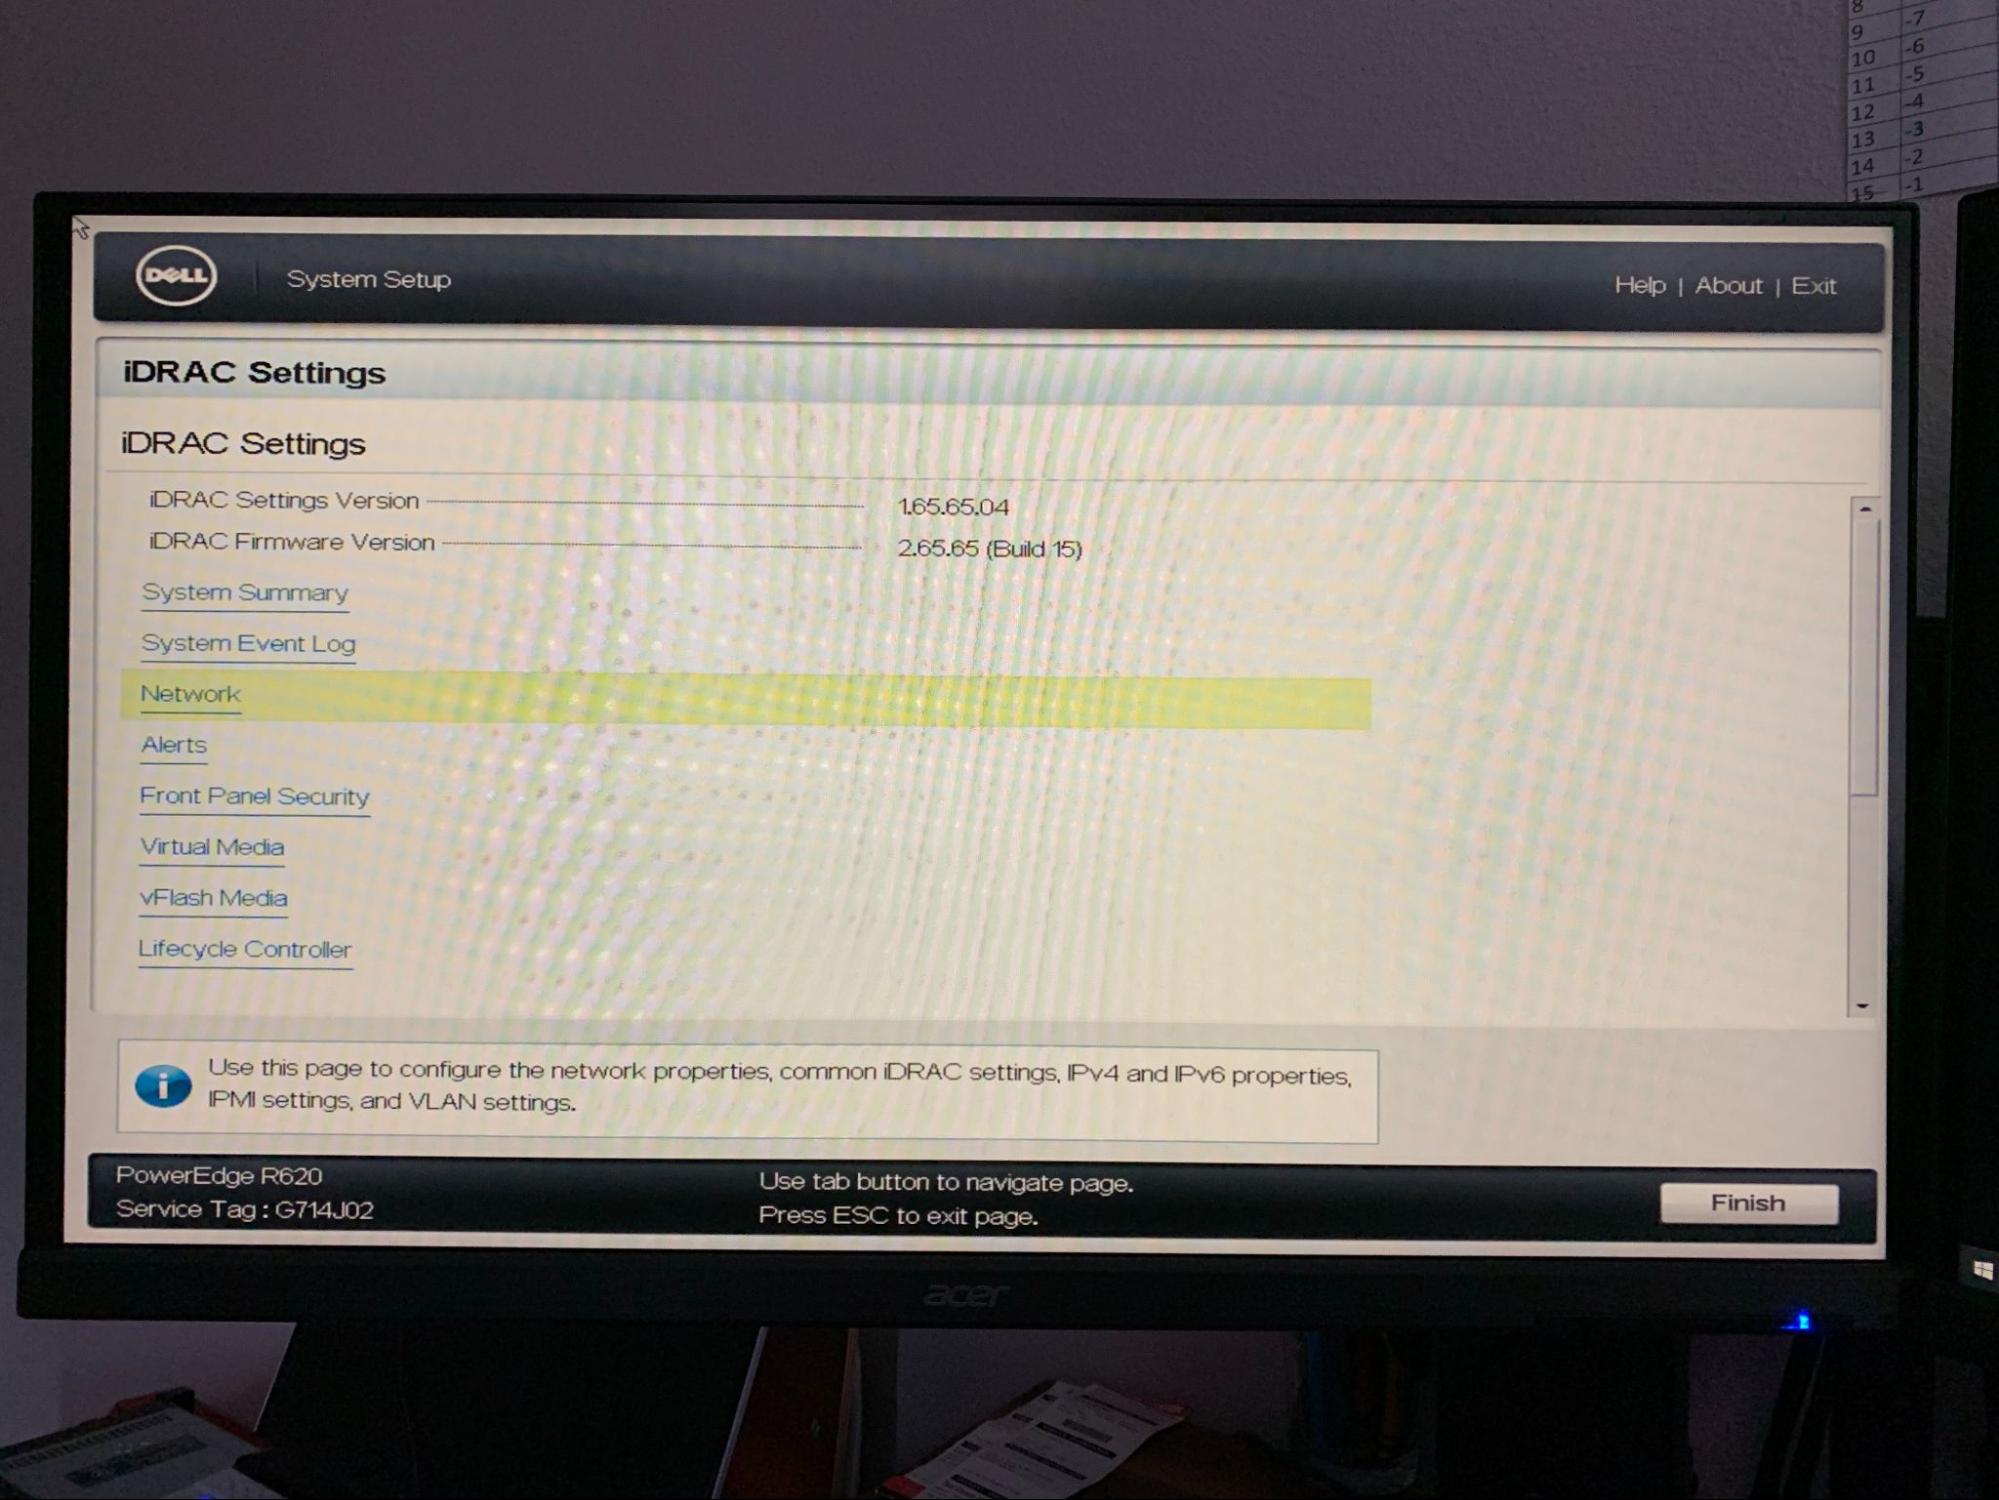 8
9 -7
10 -6
11 -5
12 -4
13 -3
14 -2
15 -1
DELL
System Setup
Help | About | Exit
iDRAC Settings
iDRAC Settings
iDRAC Settings Version 1.65.65.04
iDRAC Firmware Version 2.65.65 (Build 15)
System Summary
System Event Log
Network
Alerts
Front Panel Security
Virtual Media
vFlash Media
Lifecycle Controller
i
Use this page to configure the network properties, common iDRAC settings, IPv4 and IPv6 properties,
IPMI settings, and VLAN settings.
PowerEdge R620
Service Tag : G714J02
Use tab button to navigate page.
Press ESC to exit page.
Finish
acer